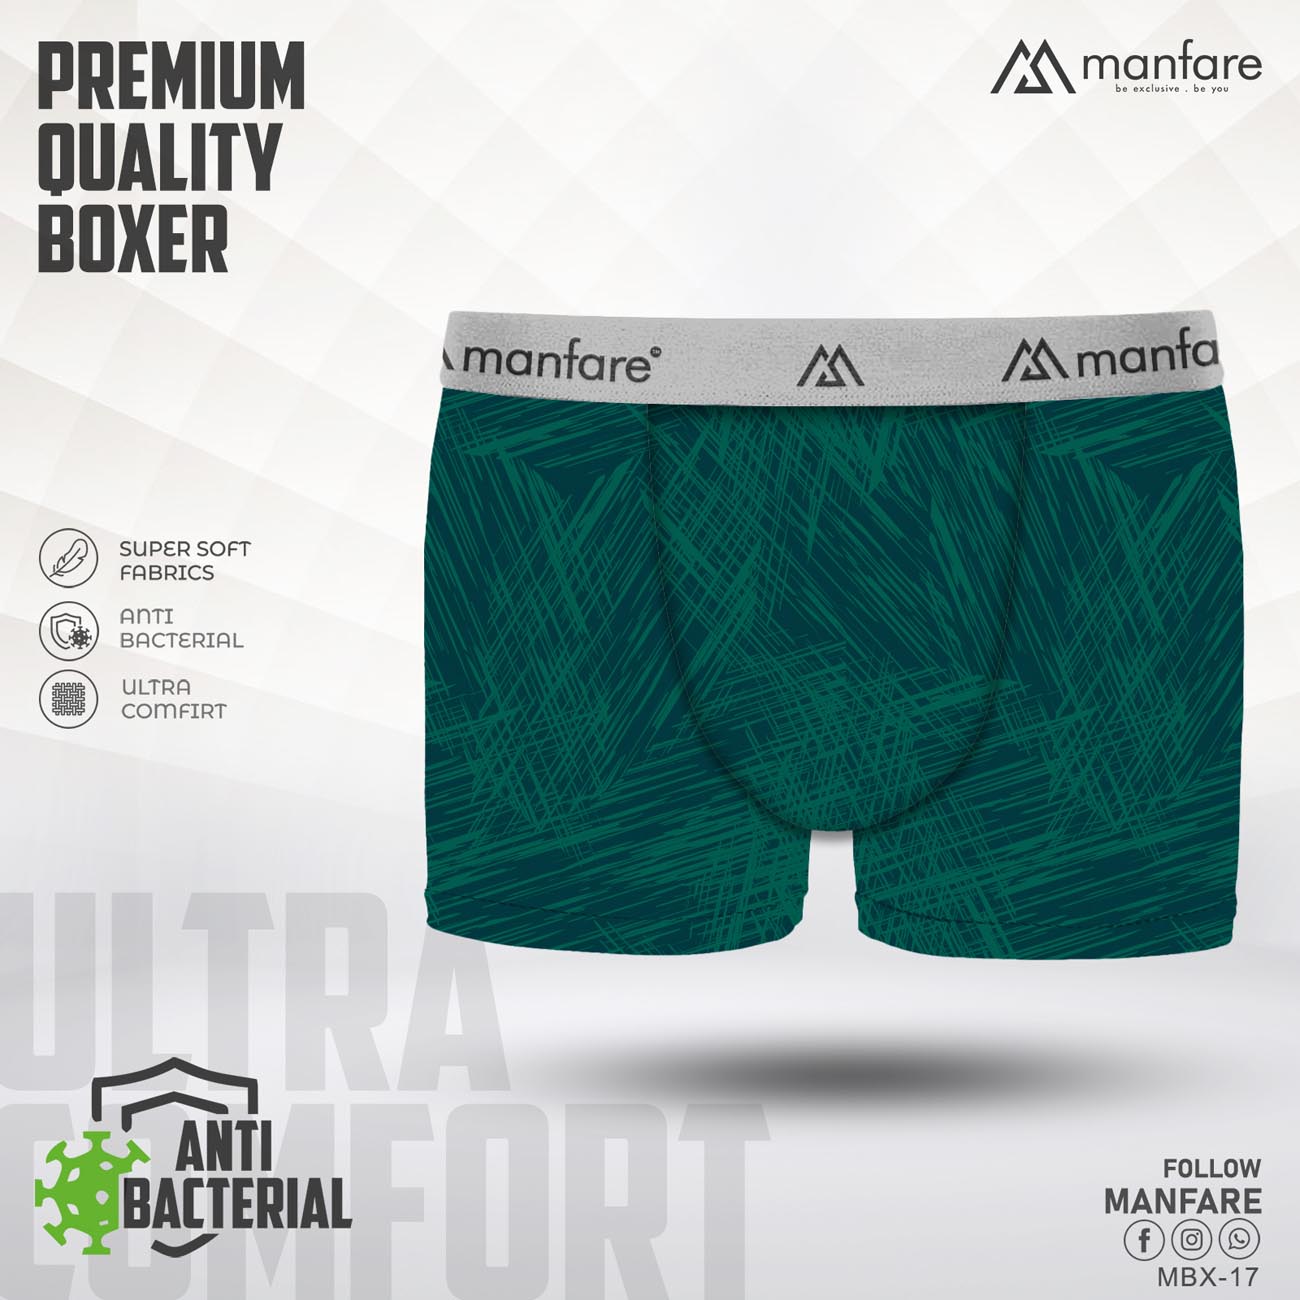 PREMIUM
QUALITY
BOXER
manfare
be exclusive . be you
manfare™
manfa
SUPER SOFT
FABRICS
ANTI
BACTERIAL
ULTRA
COMFIRT
ULTRA
COMFORT
ANTI
BACTERIAL
FOLLOW
MANFARE
MBX-17